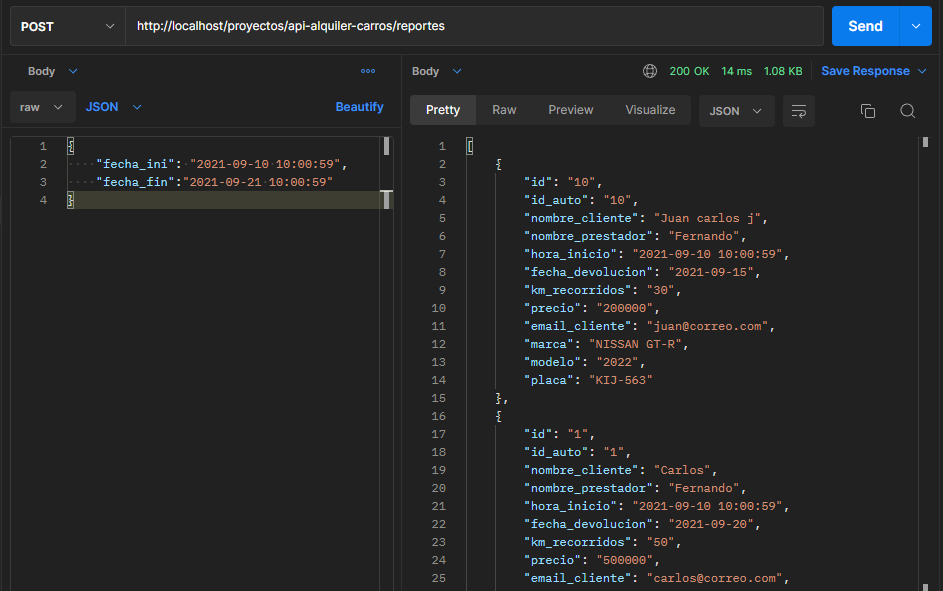 POST http://localhost/proyectos/api-alquiler-carros/reportes Send
Body
raw JSON Beautify
1 {
2 "fecha_ini": "2021-09-10 10:00:59",
3 "fecha_fin":"2021-09-21 10:00:59"
4 }
Body 200 OK 14 ms 1.08 KB Save Response
Pretty Raw Preview Visualize JSON
1 [
2 {
3 "id": "10",
4 "id_auto": "10",
5 "nombre_cliente": "Juan carlos j",
6 "nombre_prestador": "Fernando",
7 "hora_inicio": "2021-09-10 10:00:59",
8 "fecha_devolucion": "2021-09-15",
9 "km_recorridos": "30",
10 "precio": "200000",
11 "email_cliente": "juan@correo.com",
12 "marca": "NISSAN GT-R",
13 "modelo": "2022",
14 "placa": "KIJ-563"
15 },
16 {
17 "id": "1",
18 "id_auto": "1",
19 "nombre_cliente": "Carlos",
20 "nombre_prestador": "Fernando",
21 "hora_inicio": "2021-09-10 10:00:59",
22 "fecha_devolucion": "2021-09-20",
23 "km_recorridos": "50",
24 "precio": "500000",
25 "email_cliente": "carlos@correo.com",